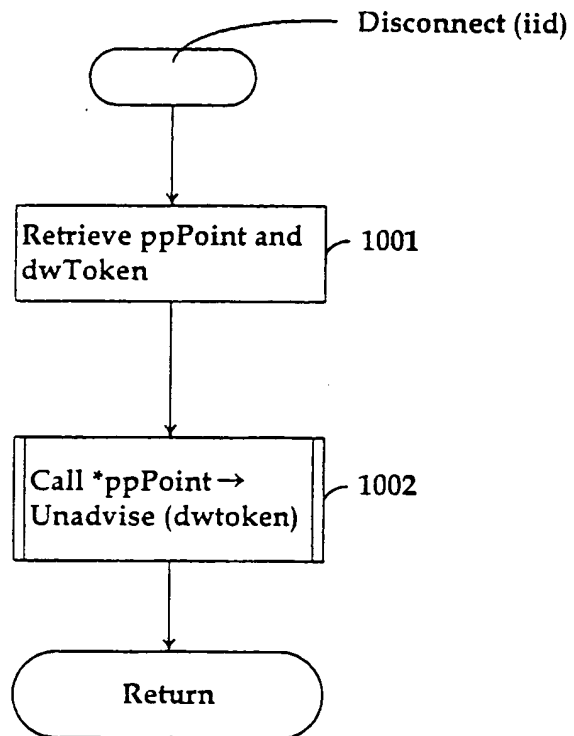 Disconnect (iid)
Retrieve ppPoint and
dwToken
1001
Call *ppPoint→
Unadvise (dwtoken)
1002
Return